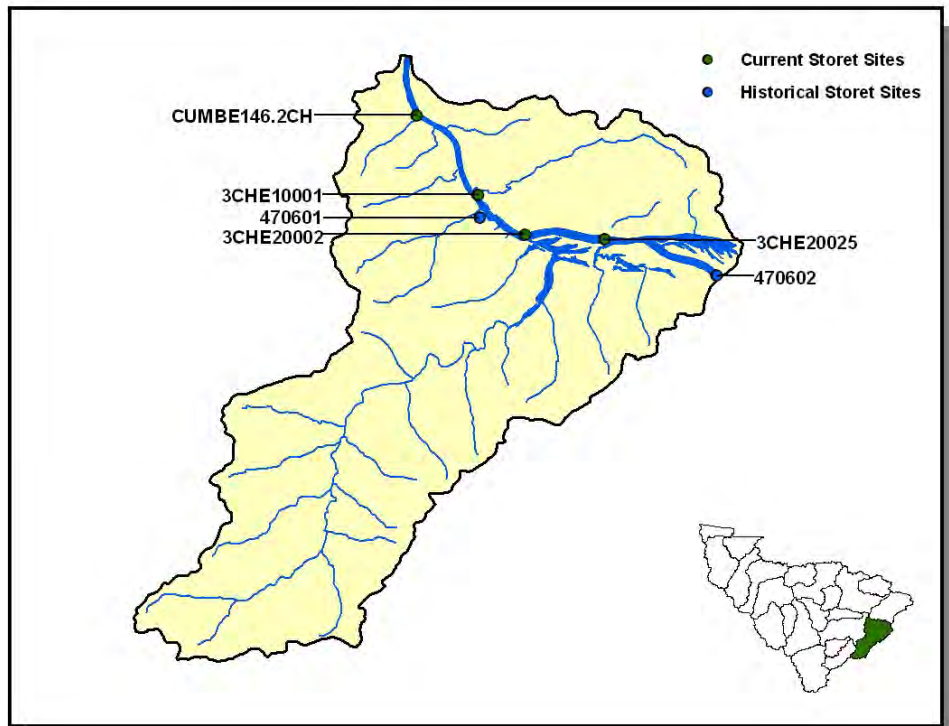 Current Storet Sites
Historical Storet Sites
CUMBE146.2CH
3CHE10001
470601
3CHE20002
3CHE20025
470602